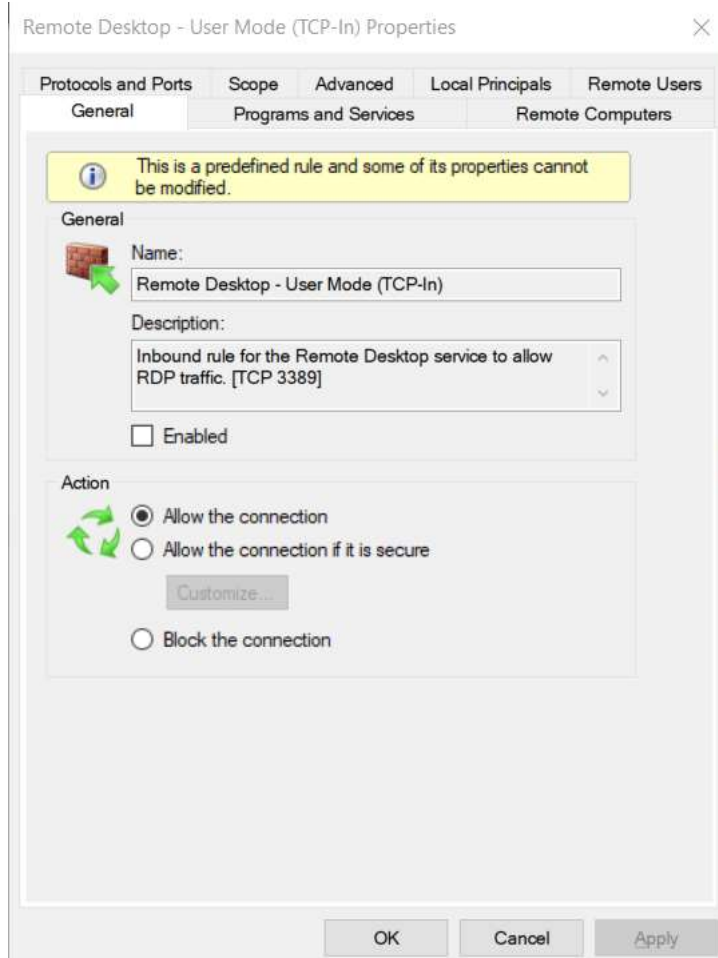 Remote Desktop - User Mode (TCP-In) Properties
Protocols and Ports Scope Advanced Local Principals Remote Users
General Programs and Services Remote Computers
This is a predefined rule and some of its properties cannot
be modified.
General
Name:
Remote Desktop - User Mode (TCP-In)
Description:
Inbound rule for the Remote Desktop service to allow
RDP traffic. [TCP 3389]
Enabled
Action
Allow the connection
Allow the connection if it is secure
Customize...
Block the connection
OK Cancel Apply